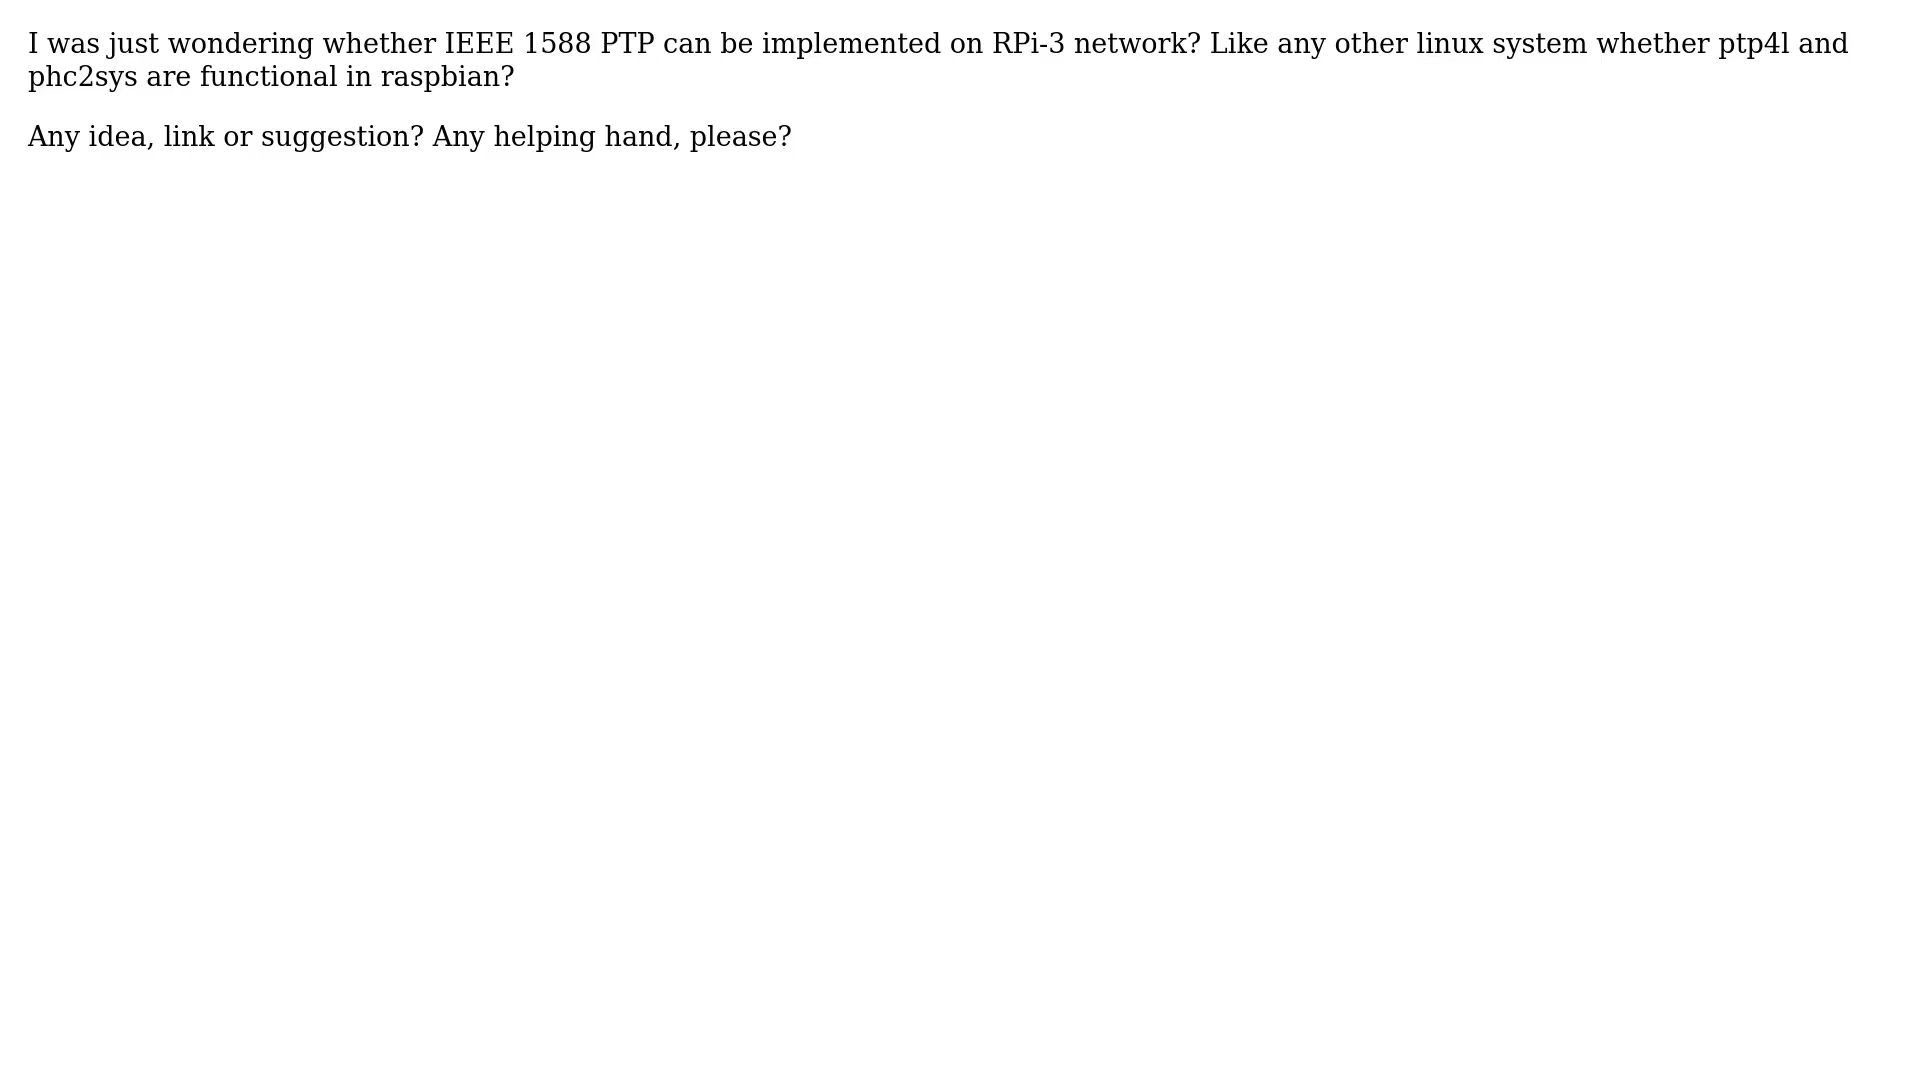 I was just wondering whether IEEE 1588 PTP can be implemented on RPi-3 network? Like any other linux system whether ptp4l and
phc2sys are functional in raspbian?
Any idea, link or suggestion? Any helping hand, please?